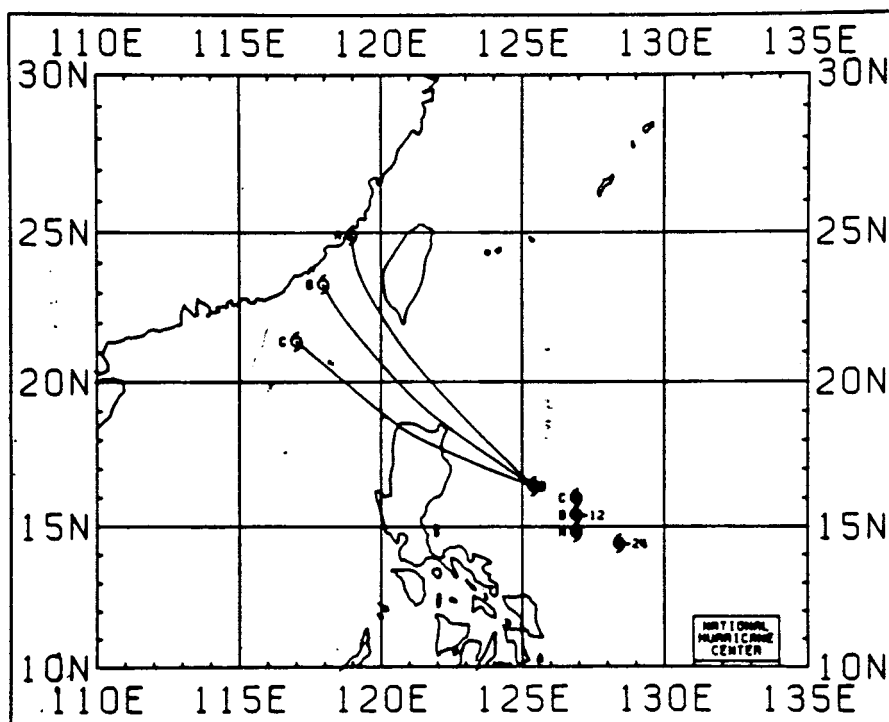 110E 115E 120E 125E 130E 135E
30N 30N
25N 25N
B
C
20N 20N
C
B -12
15N 15N
-24
NATIONAL
HURRICANE
CENTER
10N 10N
110E 115E 120E 125E 130E 135E